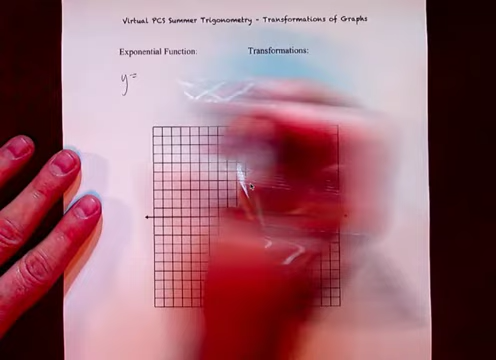 Virtual PCS Summer Trigonometry - Transformations of Graphs
Exponential Function: Transformations:
y=